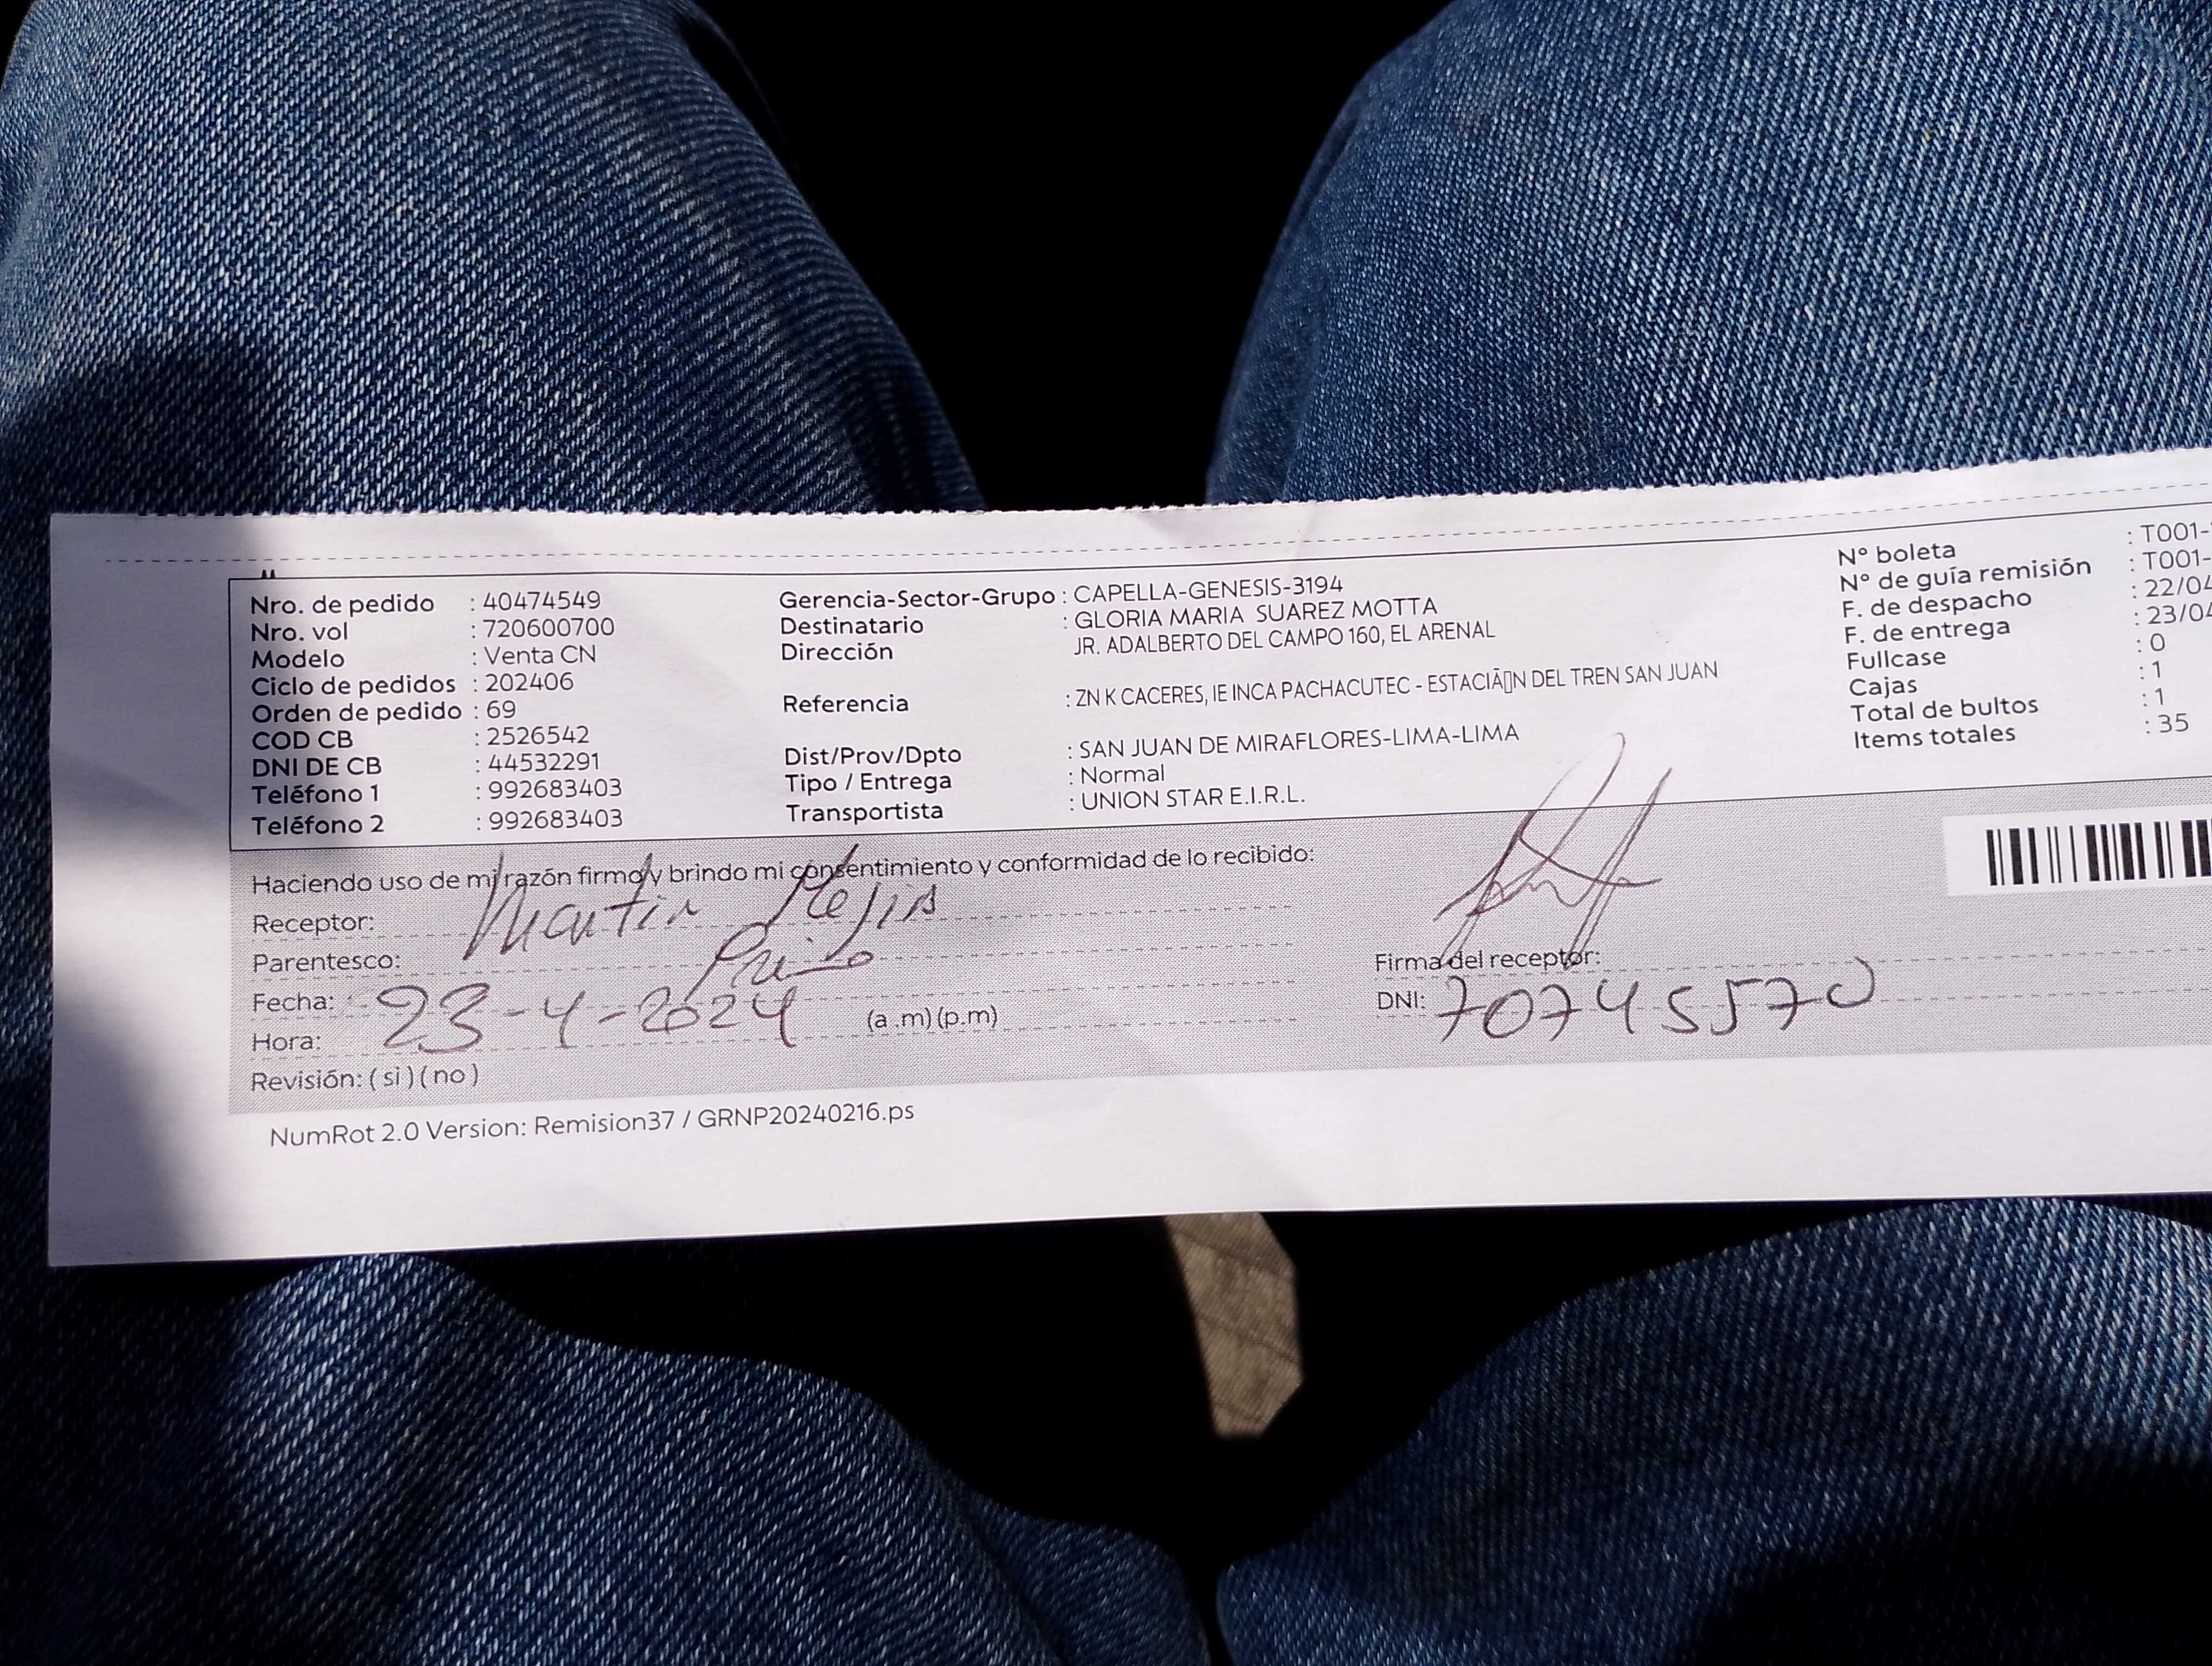 Nro. de pedido : 40474549
Nro. vol : 720600700
Modelo : Venta CN
Ciclo de pedidos : 202406
Orden de pedido : 69
COD CB : 2526542
DNI DE CB : 44532291
Teléfono 1 : 992683403
Teléfono 2 : 992683403
Gerencia-Sector-Grupo : CAPELLA-GENESIS-3194
Destinatario : GLORIA MARIA SUAREZ MOTTA
Dirección JR. ADALBERTO DEL CAMPO 160, EL ARENAL
Referencia : ZN K CACERES, IE INCA PACHACUTEC - ESTACIÃ▯N DEL TREN SAN JUAN
Dist/Prov/Dpto : SAN JUAN DE MIRAFLORES-LIMA-LIMA
Tipo / Entrega : Normal
Transportista : UNION STAR E.I.R.L.
N° boleta : T001-
N° de guía remisión : T001-
F. de despacho : 22/04
F. de entrega : 23/04
Fullcase : 0
Cajas : 1
Total de bultos : 1
Items totales : 35
Haciendo uso de mi razón firmo y brindo mi consentimiento y conformidad de lo recibido:
Receptor: Martin Mejia
Parentesco: Primo
Fecha: 23-4-2024
Hora: (a .m) (p.m)
Revisión: ( sì ) ( no )
Firma del receptor:
DNI: 70745570
NumRot 2.0 Version: Remision37 / GRNP20240216.ps